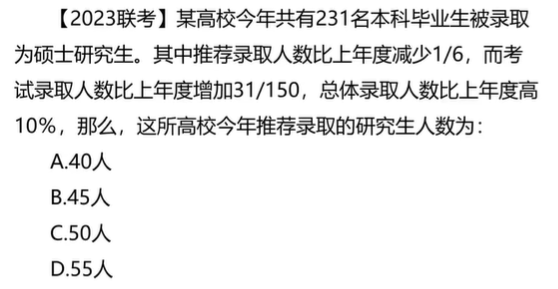 【2023联考】某高校今年共有231名本科毕业生被录取
为硕士研究生。其中推荐录取人数比上年度减少1/6，而考
试录取人数比上年度增加31/150，总体录取人数比上年度高
10%，那么，这所高校今年推荐录取的研究生人数为：
A.40人
B.45人
C.50人
D.55人